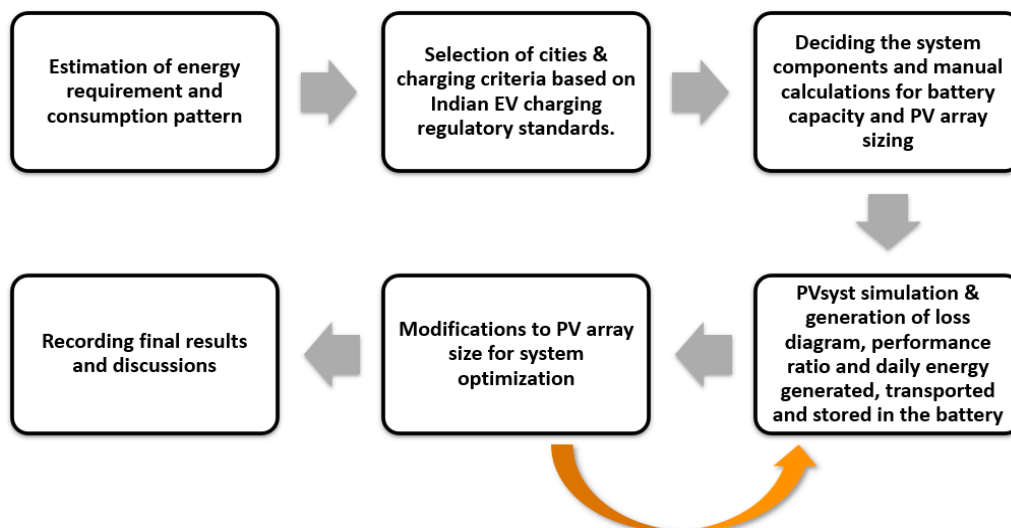 Estimation of energy
requirement and
consumption pattern
Selection of cities &
charging criteria based on
Indian EV charging
regulatory standards.
Deciding the system
components and manual
calculations for battery
capacity and PV array
sizing
PVsyst simulation &
generation of loss
diagram, performance
ratio and daily energy
generated, transported
and stored in the battery
Modifications to PV array
size for system
optimization
Recording final results
and discussions